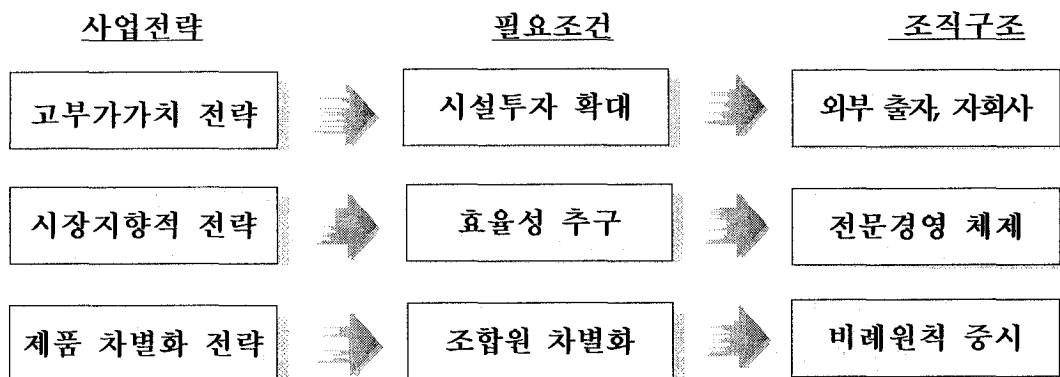 사업전략 필요조건 조직구조
고부가가치 전략 시설투자 확대 외부 출자, 자회사
시장지향적 전략 효율성 추구 전문경영 체제
제품 차별화 전략 조합원 차별화 비례원칙 중시